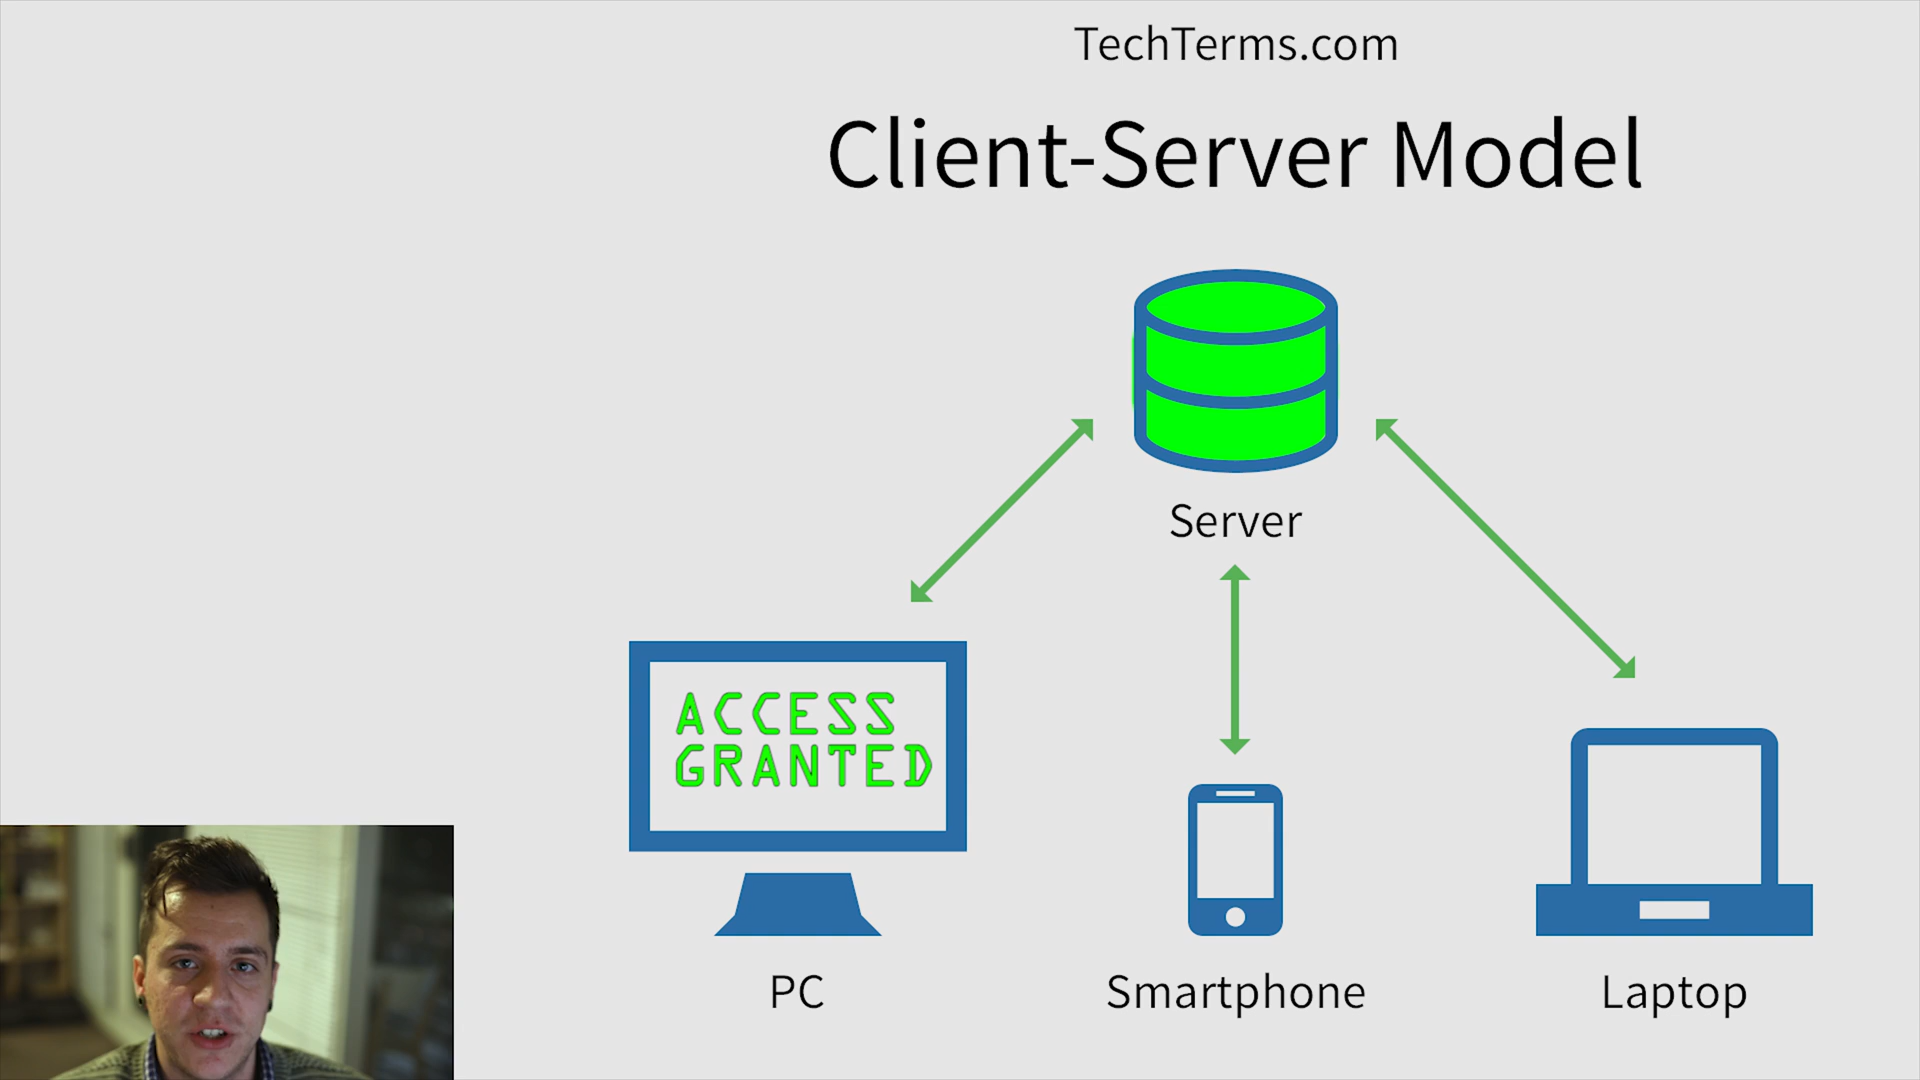 TechTerms.com
Client-Server Model
Server
ACCESS
GRANTED
PC
Smartphone
Laptop